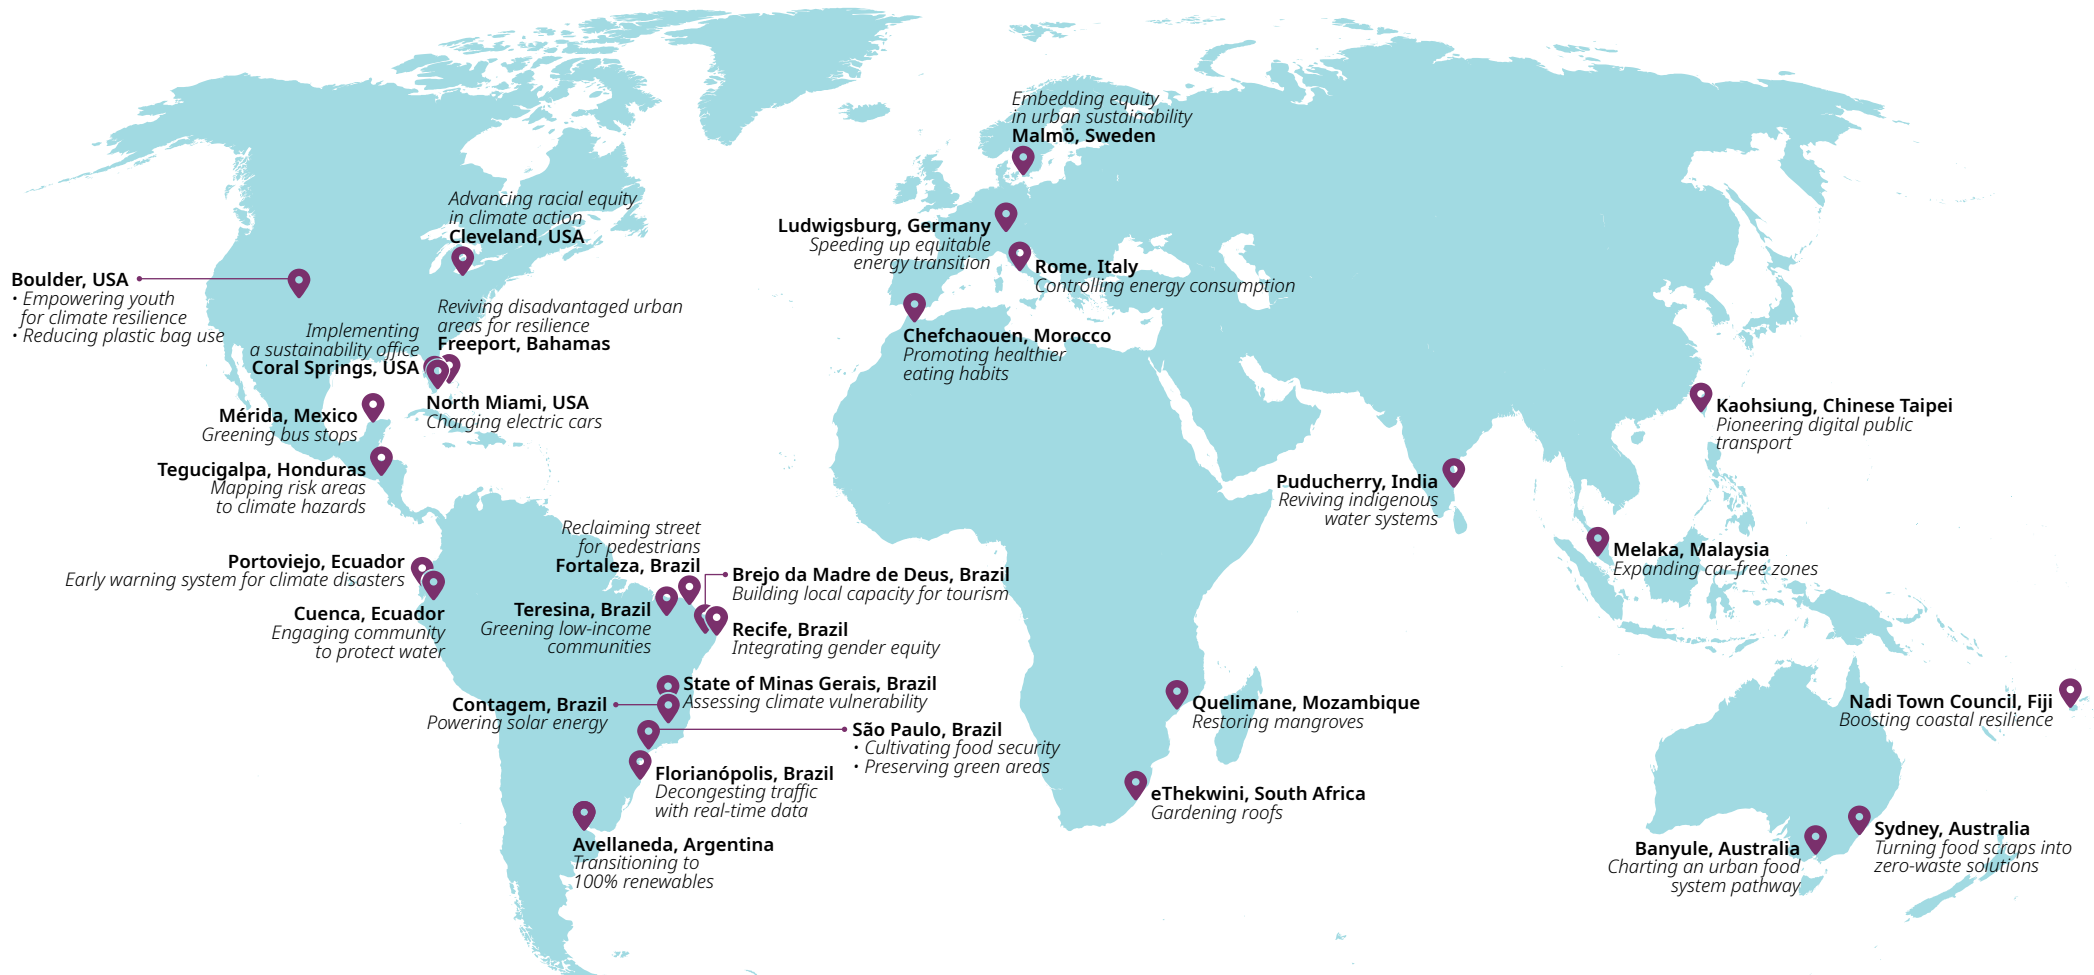 Embedding equity
in urban sustainability
Malmö, Sweden
Advancing racial equity
in climate action
Cleveland, USA
Ludwigsburg, Germany
Speeding up equitable
energy transition
Rome, Italy
Controlling energy consumption
Boulder, USA
• Empowering youth
for climate resilience
• Reducing plastic bag use
Reviving disadvantaged urban
areas for resilience
Freeport, Bahamas
Implementing
a sustainability office
Coral Springs, USA
Chefchaouen, Morocco
Promoting healthier
eating habits
North Miami, USA
Charging electric cars
Mérida, Mexico
Greening bus stops
Kaohsiung, Chinese Taipei
Pioneering digital public
transport
Tegucigalpa, Honduras
Mapping risk areas
to climate hazards
Puducherry, India
Reviving indigenous
water systems
Reclaiming street
for pedestrians
Fortaleza, Brazil
Melaka, Malaysia
Expanding car-free zones
Portoviejo, Ecuador
Early warning system for climate disasters
Brejo da Madre de Deus, Brazil
Building local capacity for tourism
Cuenca, Ecuador
Engaging community
to protect water
Teresina, Brazil
Greening low-income
communities
Recife, Brazil
Integrating gender equity
State of Minas Gerais, Brazil
Assessing climate vulnerability
Contagem, Brazil
Powering solar energy
Quelimane, Mozambique
Restoring mangroves
Nadi Town Council, Fiji
Boosting coastal resilience
São Paulo, Brazil
• Cultivating food security
• Preserving green areas
Florianópolis, Brazil
Decongesting traffic
with real-time data
eThekwini, South Africa
Gardening roofs
Avellaneda, Argentina
Transitioning to
100% renewables
Sydney, Australia
Turning food scraps into
zero-waste solutions
Banyule, Australia
Charting an urban food
system pathway